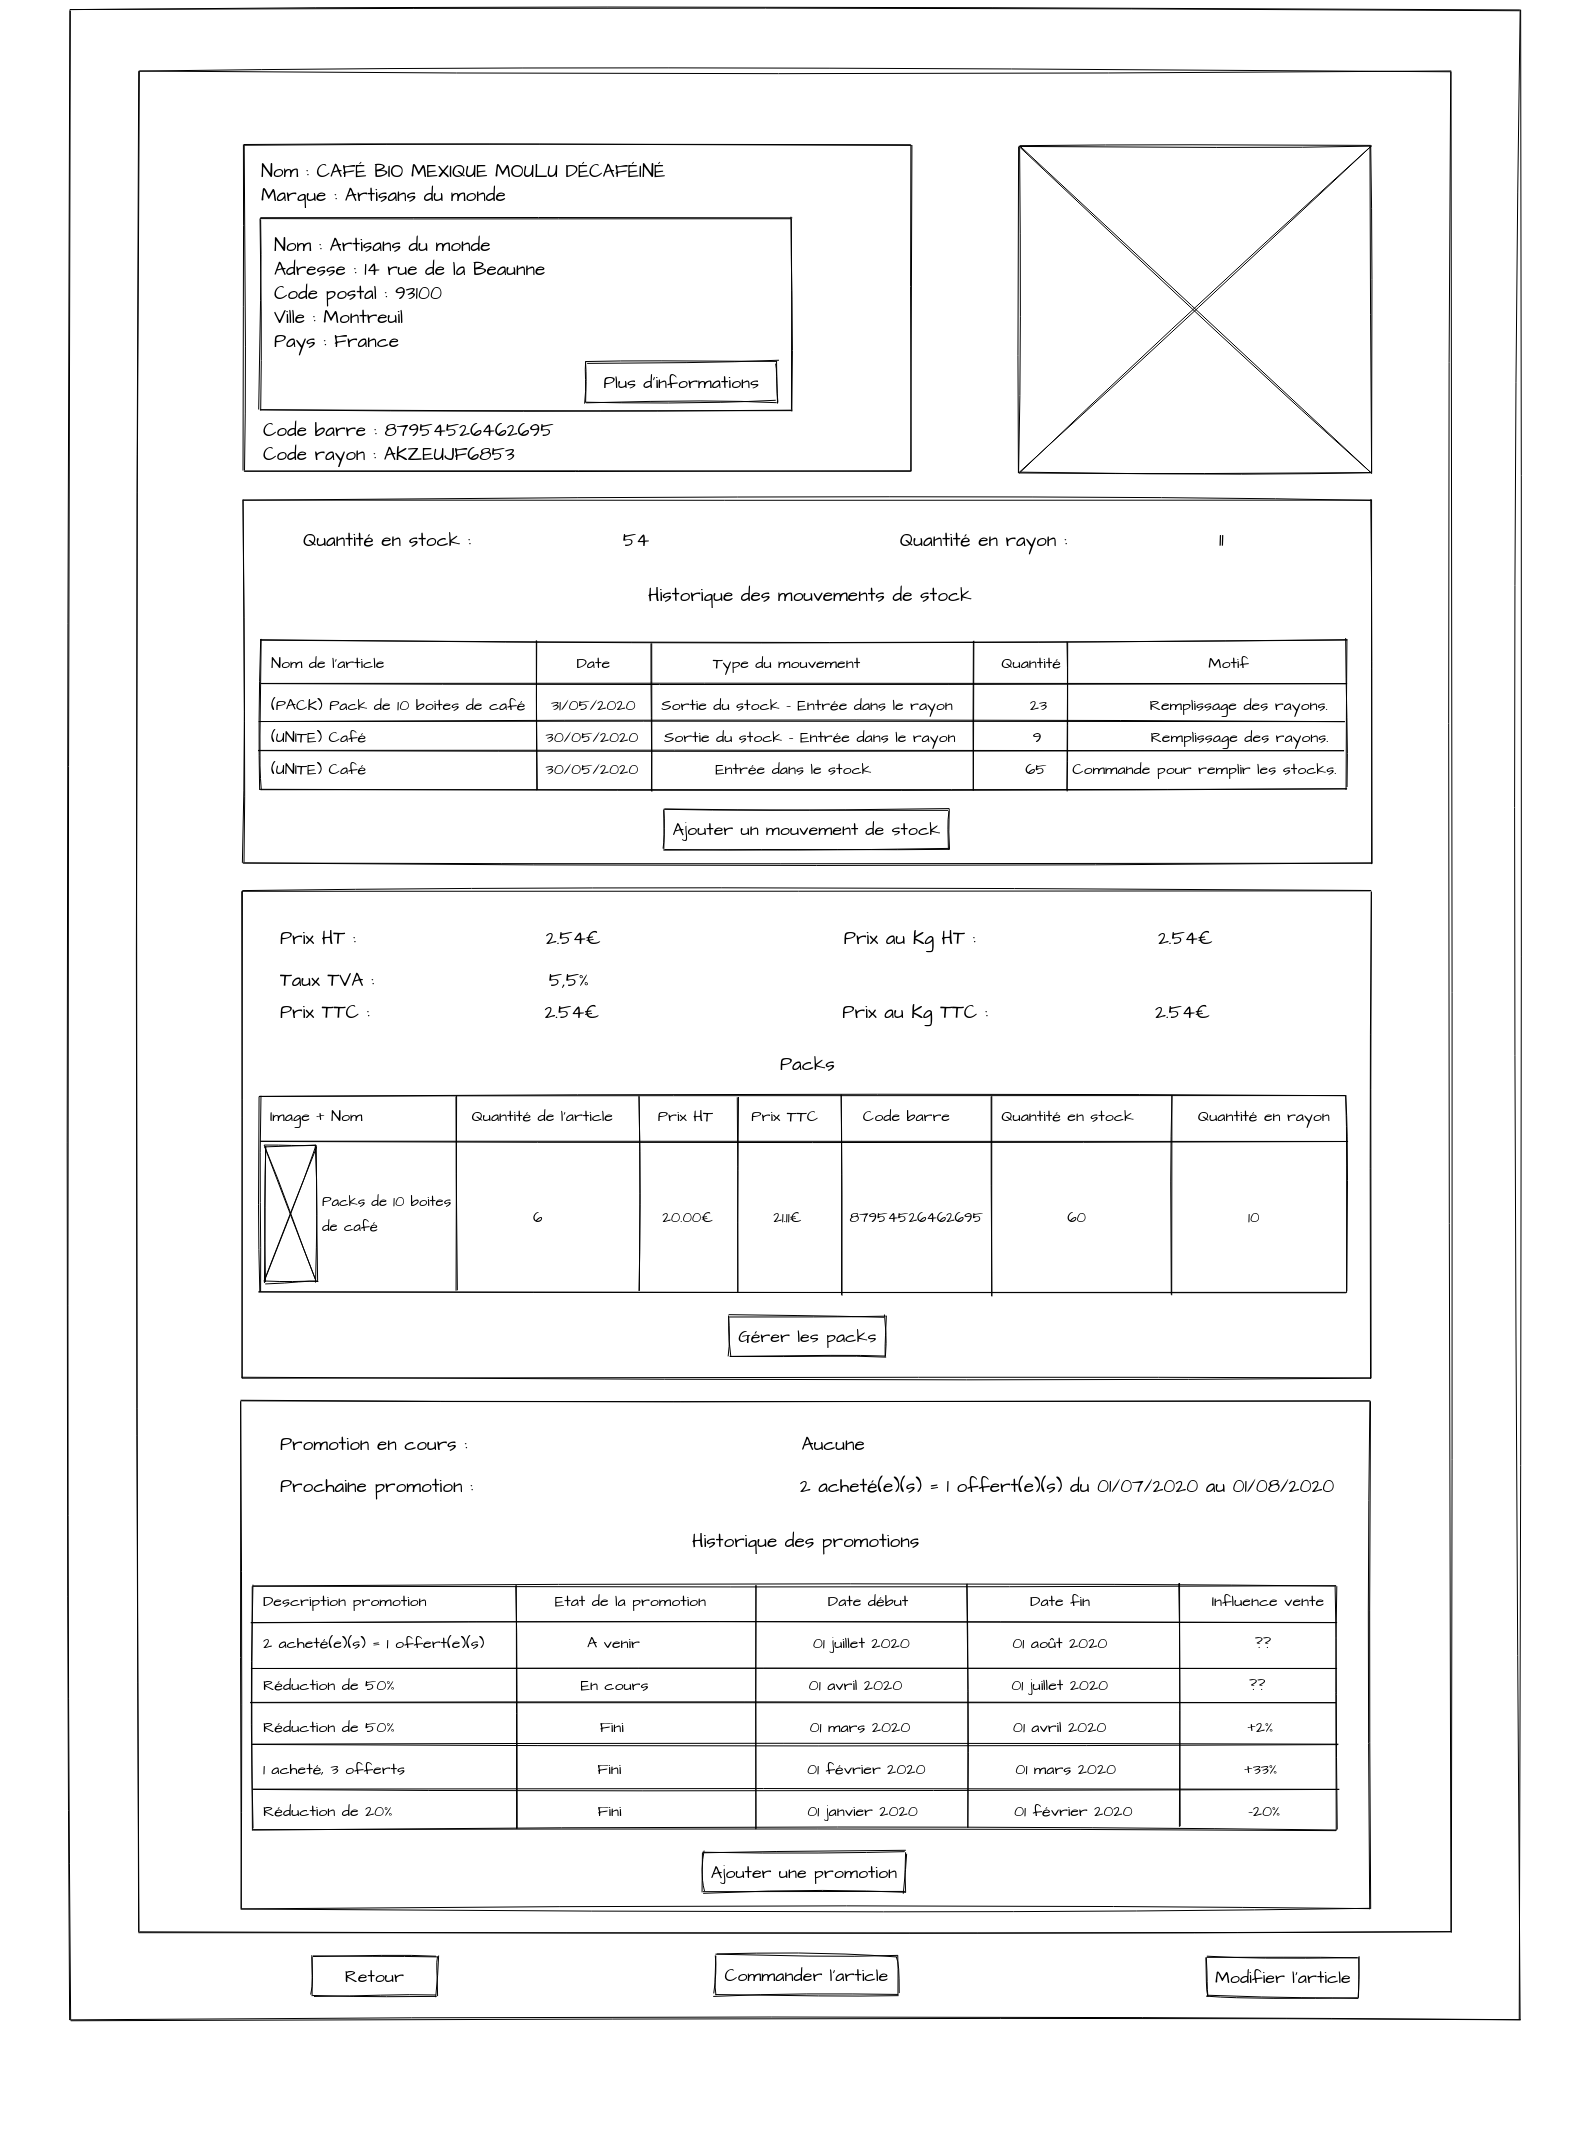 Nom : CAFÉ BIO MEXIQUE MOULU DÉCAFÉINÉ
Marque : Artisans du monde
Nom : Artisans du monde
Adresse : 14 rue de la Beaunne
Code postal : 93100
Ville : Montreuil
Pays : France
Plus d'informations
Code barre : 87954526462695
Code rayon : AKZEUJF6853
Quantité en stock : 54 Quantité en rayon : 11
Historique des mouvements de stock
Nom de l'article Date Type du mouvement Quantité Motif
(PACK) Pack de 10 boites de café 31/05/2020 Sortie du stock - Entrée dans le rayon 23 Remplissage des rayons.
(UNITE) Café 30/05/2020 Sortie du stock - Entrée dans le rayon 9 Remplissage des rayons.
(UNITE) Café 30/05/2020 Entrée dans le stock 65 Commande pour remplir les stocks.
Ajouter un mouvement de stock
Prix HT : 2.54€ Prix au Kg HT : 2.54€
Taux TVA : 5,5%
Prix TTC : 2.54€ Prix au Kg TTC : 2.54€
Packs
Image + Nom Quantité de l'article Prix HT Prix TTC Code barre Quantité en stock Quantité en rayon
Packs de 10 boites
de café 6 20.00€ 21.11€ 87954526462695 60 10
Gérer les packs
Promotion en cours : Aucune
Prochaine promotion : 2 acheté(e)(s) = 1 offert(e)(s) du 01/07/2020 au 01/08/2020
Historique des promotions
Description promotion Etat de la promotion Date début Date fin Influence vente
2 acheté(e)(s) = 1 offert(e)(s) A venir 01 juillet 2020 01 août 2020 ??
Réduction de 50% En cours 01 avril 2020 01 juillet 2020 ??
Réduction de 50% Fini 01 mars 2020 01 avril 2020 +2%
1 acheté, 3 offerts Fini 01 février 2020 01 mars 2020 +33%
Réduction de 20% Fini 01 janvier 2020 01 février 2020 -20%
Ajouter une promotion
Retour Commander l'article Modifier l'article